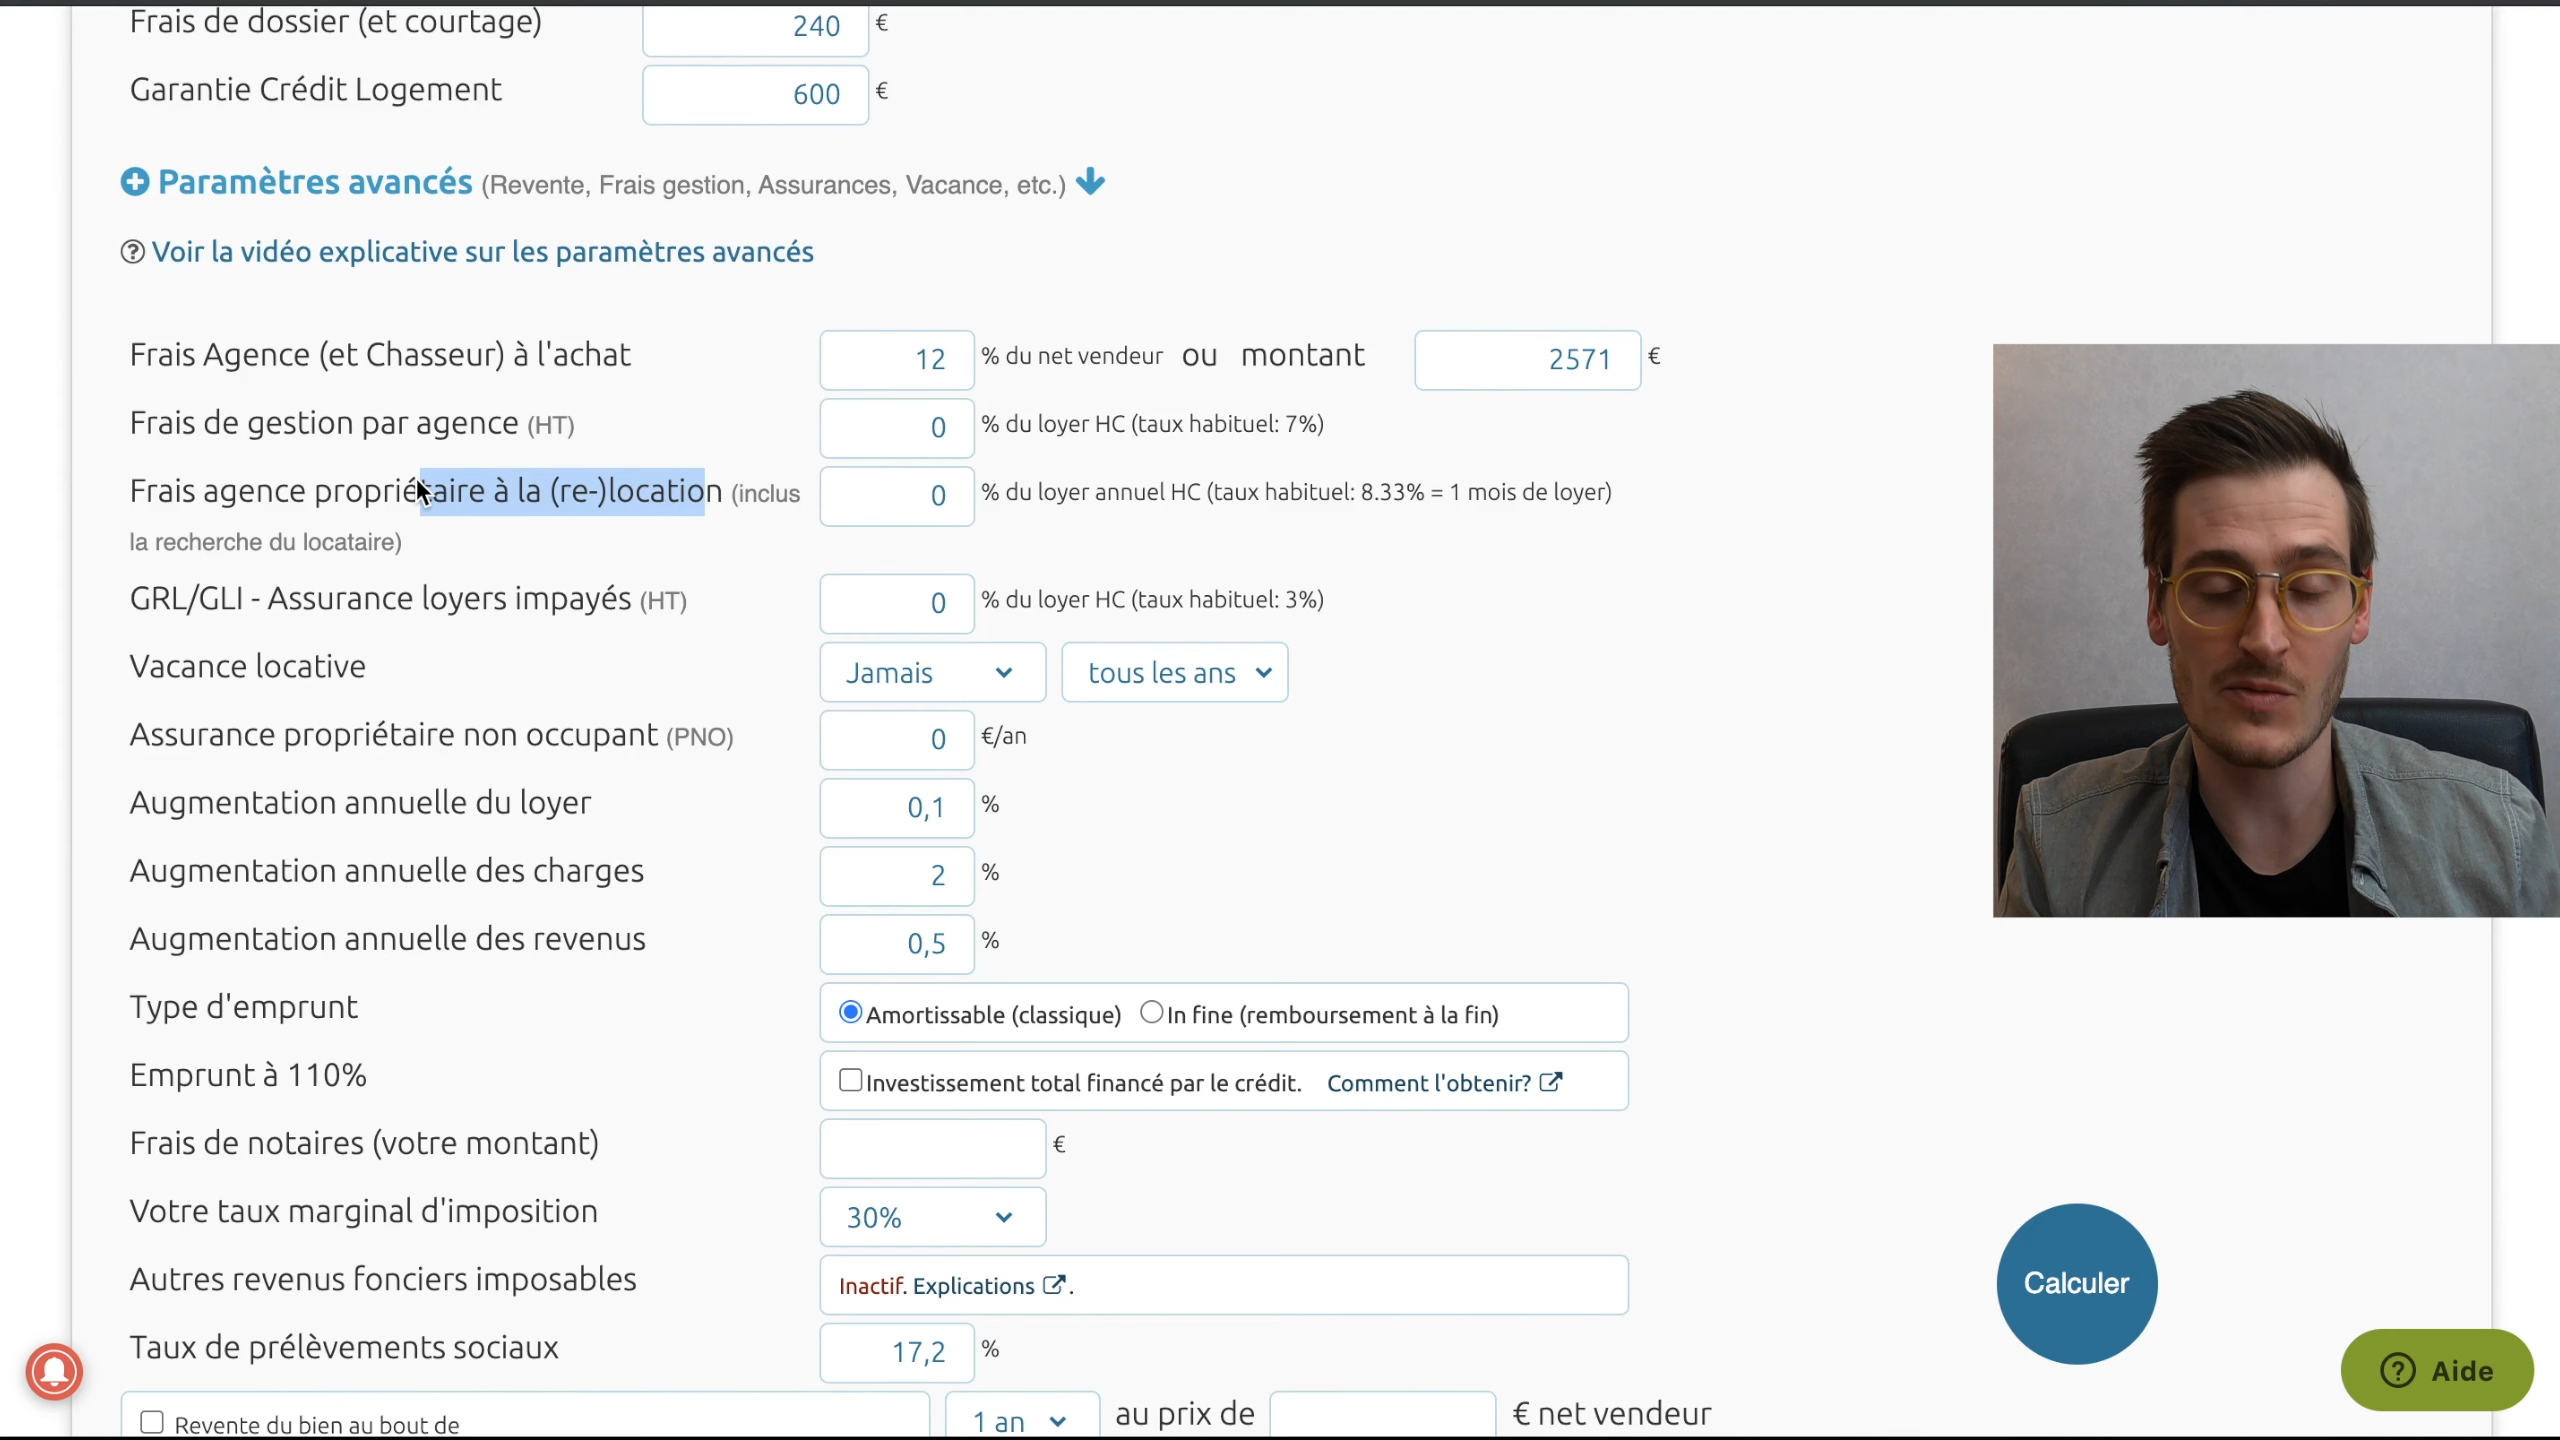 Frais de dossier (et courtage) 240 €
Garantie Crédit Logement 600 €
Paramètres avancés (Revente, Frais gestion, Assurances, Vacance, etc.)
Voir la vidéo explicative sur les paramètres avancés
Frais Agence (et Chasseur) à l'achat 12 % du net vendeur ou montant 2571 €
Frais de gestion par agence (HT) 0 % du loyer HC (taux habituel: 7%)
Frais agence propriétaire à la (re-)location (inclus 0 % du loyer annuel HC (taux habituel: 8.33% = 1 mois de loyer)
la recherche du locataire)
GRL/GLI - Assurance loyers impayés (HT) 0 % du loyer HC (taux habituel: 3%)
Vacance locative Jamais tous les ans
Assurance propriétaire non occupant (PNO) 0 €/an
Augmentation annuelle du loyer 0,1 %
Augmentation annuelle des charges 2 %
Augmentation annuelle des revenus 0,5 %
Type d'emprunt Amortissable (classique) In fine (remboursement à la fin)
Emprunt à 110% Investissement total financé par le crédit. Comment l'obtenir?
Frais de notaires (votre montant) €
Votre taux marginal d'imposition 30%
Autres revenus fonciers imposables Inactif. Explications .
Calculer
Taux de prélèvements sociaux 17,2 %
Aide
Revente du bien au bout de 1 an au prix de € net vendeur